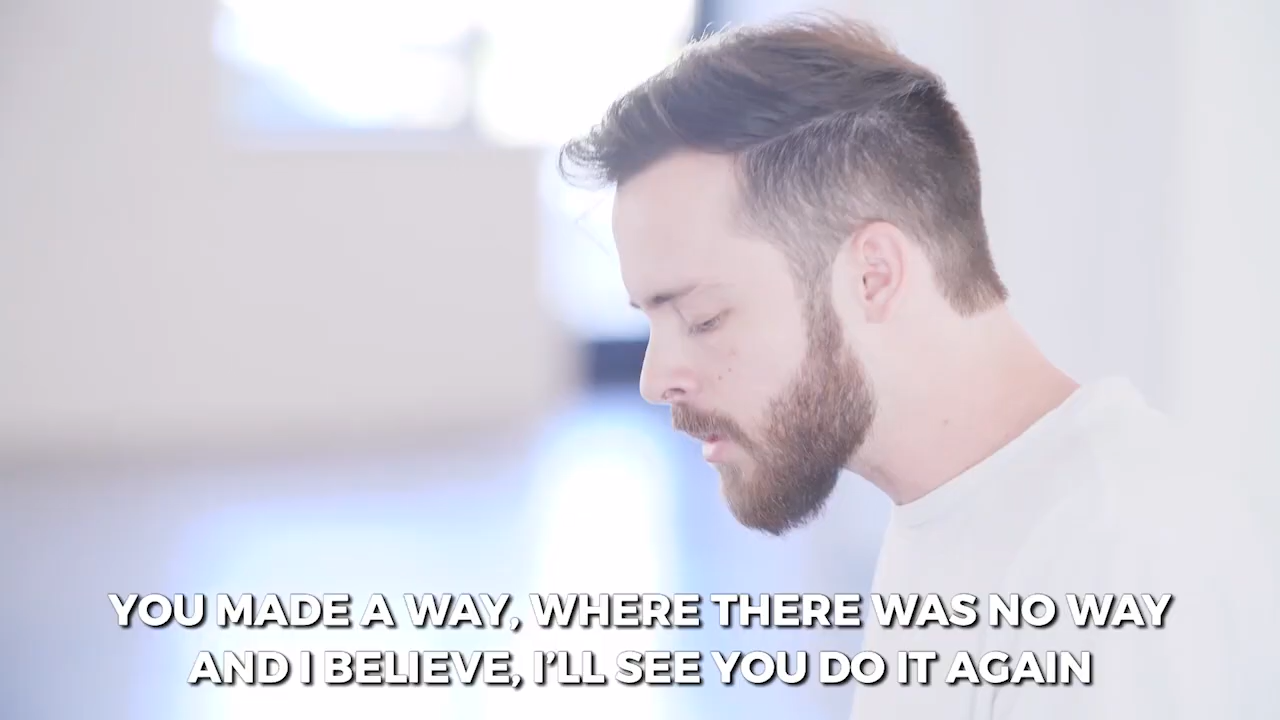 YOU MADE A WAY, WHERE THERE WAS NO WAY
AND I BELIEVE, I'LL SEE YOU DO IT AGAIN